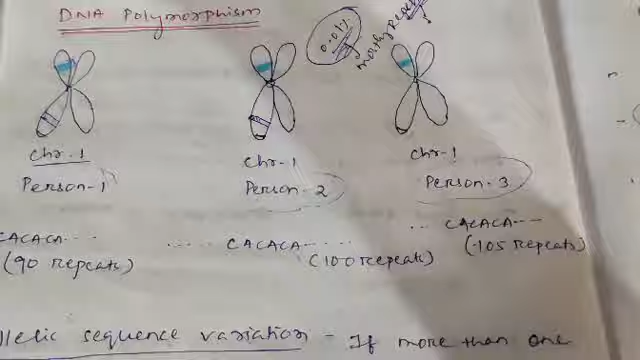 DNA Polymorphism
0.01%
Chr-1
Person-1
Chr-1
Person-2
Chr-1
Person-3
CACACA....
(90 Repeats)
.... CACACA......
(100 Repeats)
... CACACA---
(105 Repeats)
llelic sequence variation - If more than one